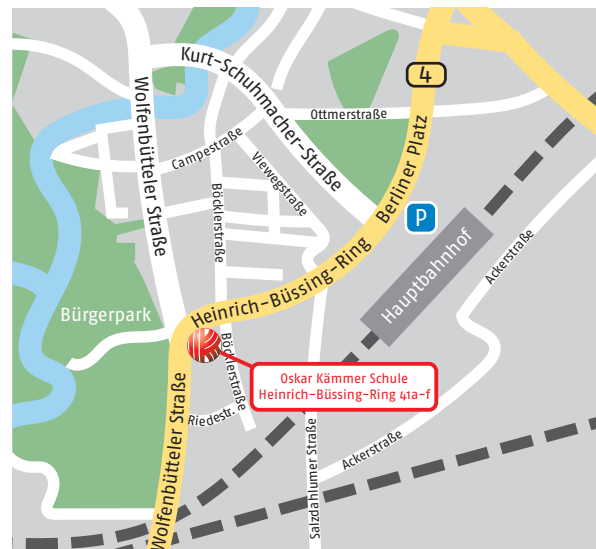 4
Kurt-Schuhmacher-Straße
Wolfenbütteler Straße
Ottmerstraße
Campestraße
Viewegstraße
Böcklerstraße
Berliner Platz
P
Heinrich-Büssing-Ring
Hauptbahnhof
Ackerstraße
Bürgerpark
Böcklerstraße
Oskar Kämmer Schule
Heinrich-Büssing-Ring 41a-f
Riedestr.
Wolfenbütteler Straße
Salzdahlumer Straße
Ackerstraße